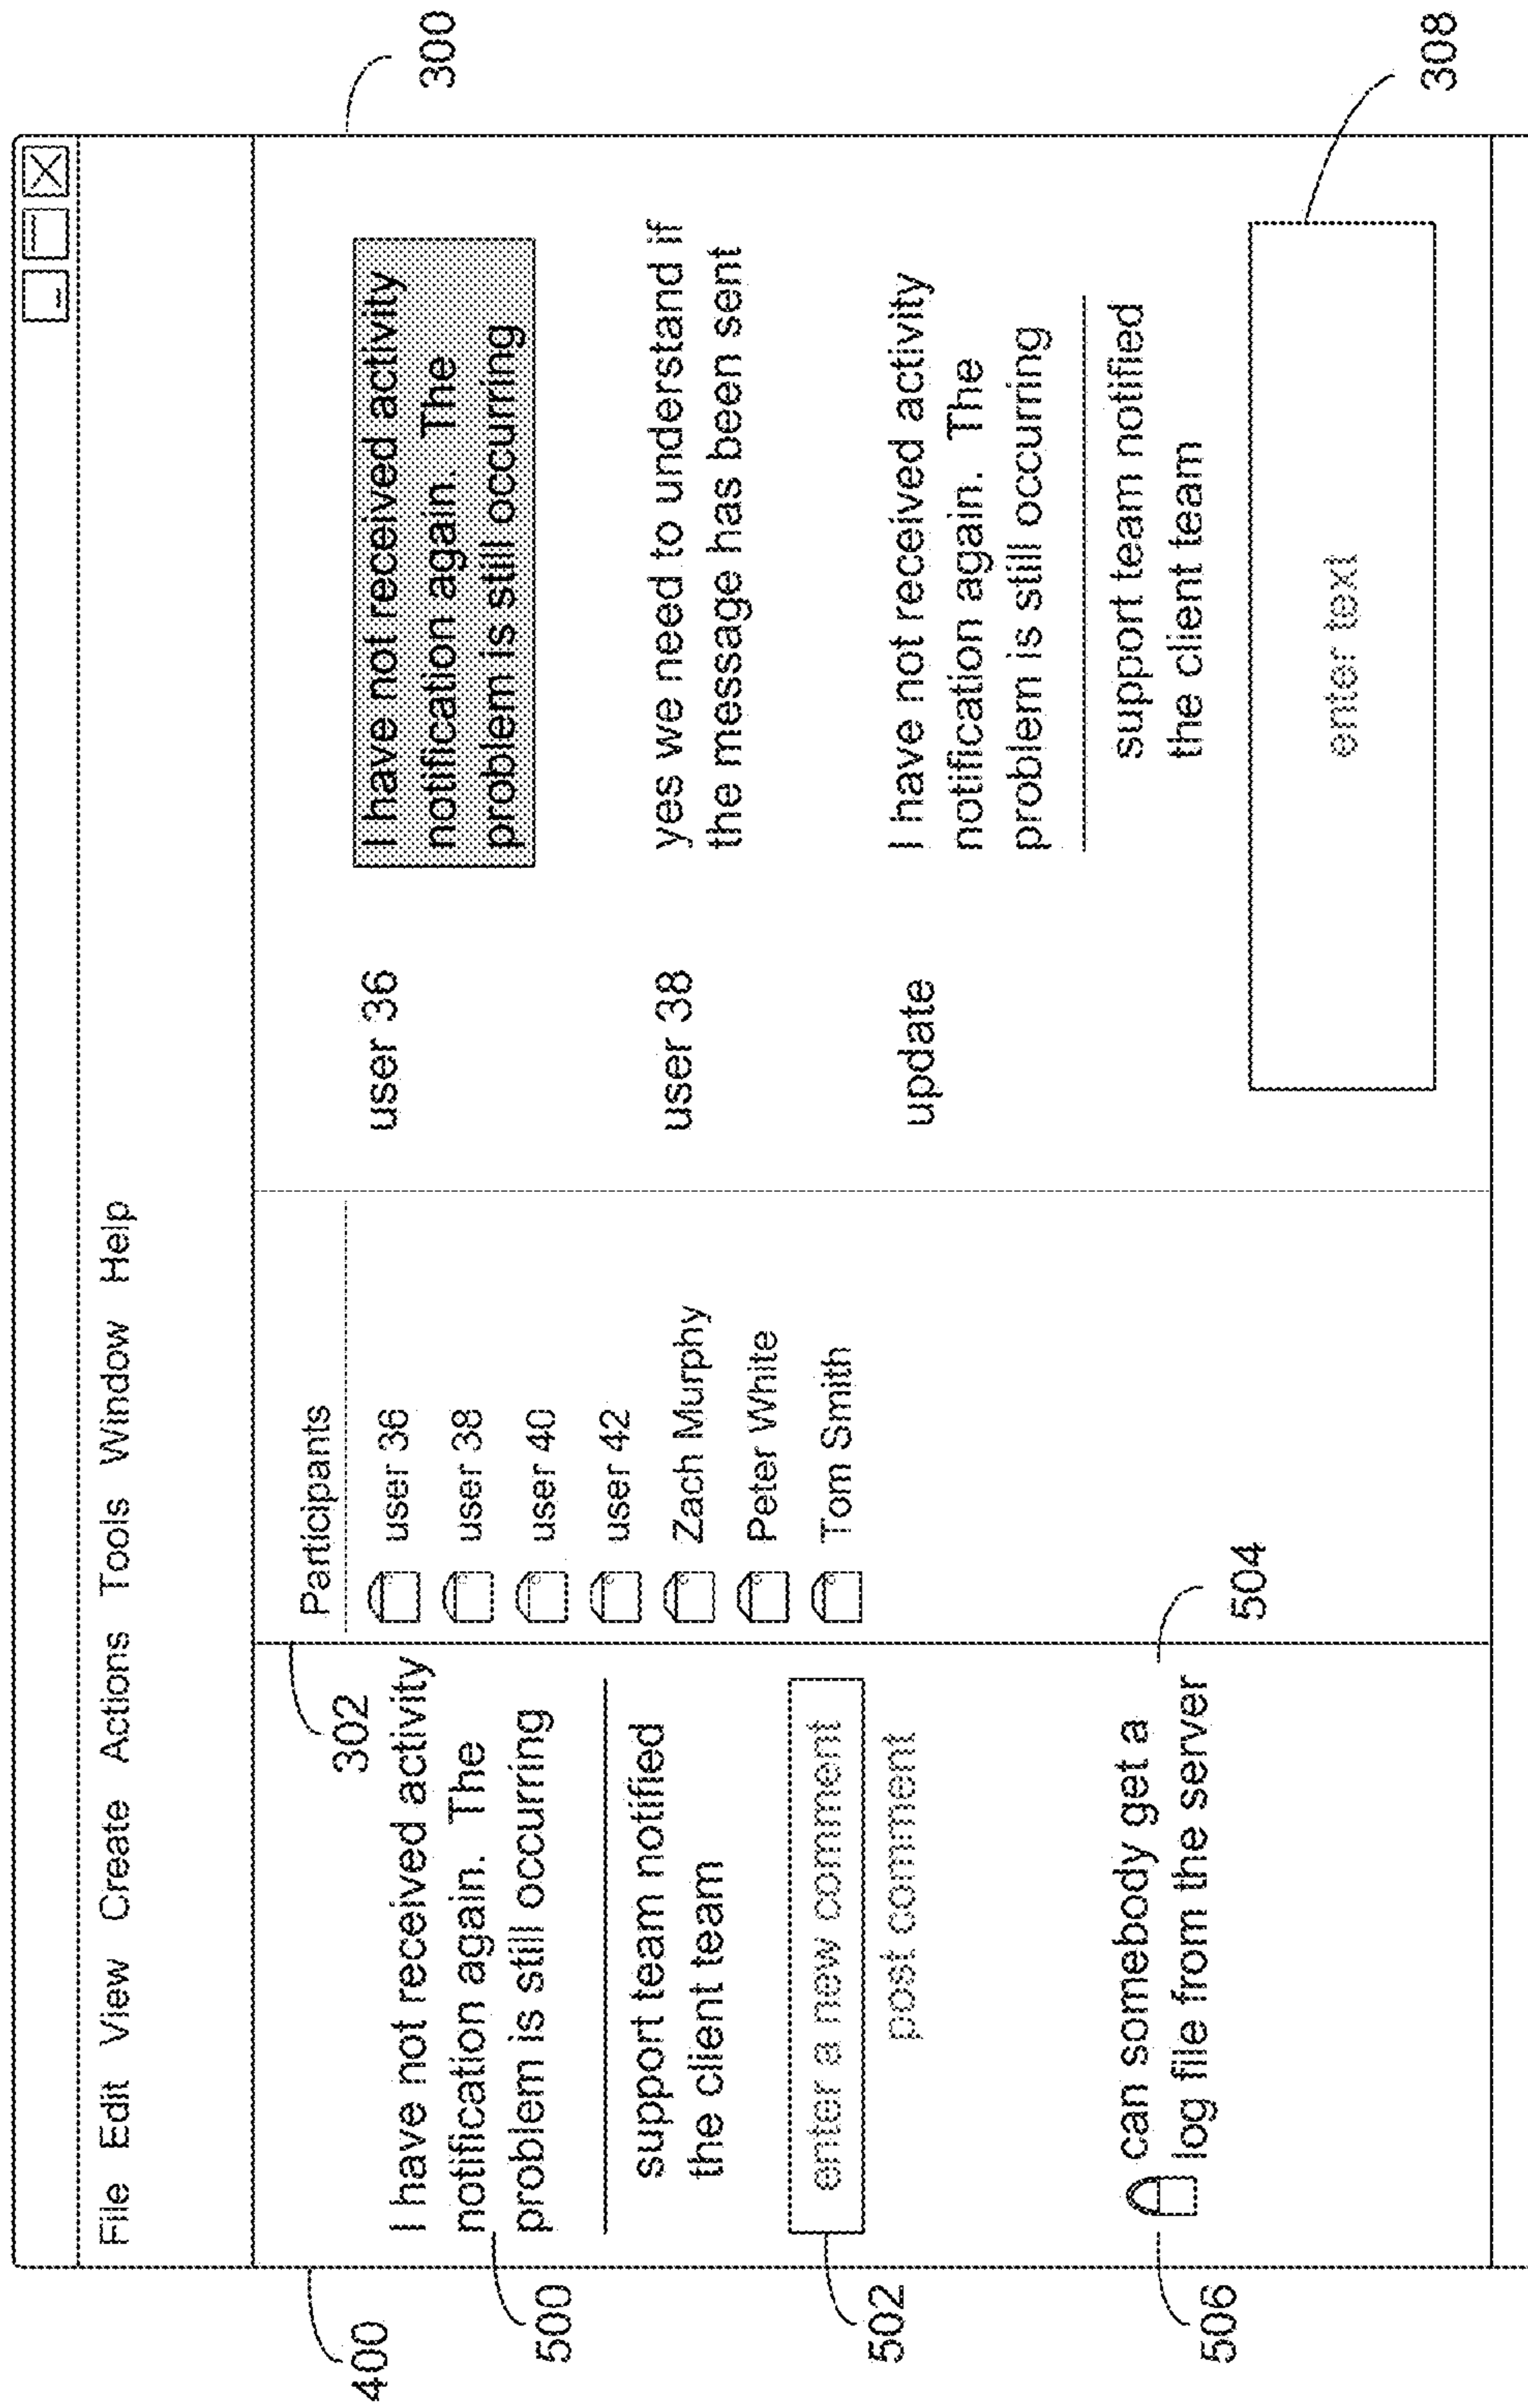 File Edit View Create Actions Tools Window Help
400
302
I have not received activity
notification again. The
problem is still occurring
500
support team notified
the client team
enter a new comment
502
post comment
can somebody get a
log file from the server
504
506
Participants
user 36
user 38
user 40
user 42
Zach Murphy
Peter White
Tom Smith
300
user 36
I have not received activity
notification again. The
problem is still occurring
user 38
yes we need to understand if
the message has been sent
update
I have not received activity
notification again. The
problem is still occurring
support team notified
the client team
enter text
308